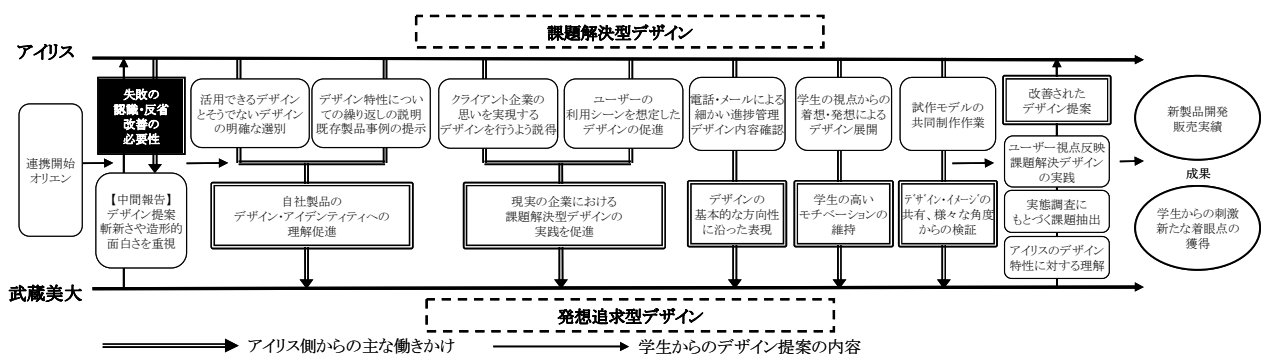 課題解決型デザイン
アイリス
連携開始
オリエン
失敗の
認識・反省
改善の
必要性
【中間報告】
デザイン提案
斬新さや造形的
面白さを重視
活用できるデザイン
とそうでないデザイン
の明確な選別
デザイン特性につい
ての繰り返しの説明
既存製品事例の提示
自社製品の
デザイン・アイデンティティへの
理解促進
クライアント企業の
思いを実現する
デザインを行うよう説得
ユーザーの
利用シーンを想定した
デザインの促進
現実の企業における
課題解決型デザインの
実践を促進
電話・メールによる
細かい進捗管理
デザイン内容確認
デザインの
基本的な方向性
に沿った表現
学生の視点からの
着想・発想による
デザイン展開
学生の高い
モチベーションの
維持
試作モデルの
共同制作作業
デザイン・イメージの
共有、様々な角度
からの検証
改善された
デザイン提案
ユーザー視点反映
課題解決デザイン
の実践
実態調査に
もとづく課題抽出
アイリスのデザイン
特性に対する理解
新製品開発
販売実績
成果
学生からの刺激
新たな着眼点の
獲得
武蔵美大
発想追求型デザイン
アイリス側からの主な働きかけ
学生からのデザイン提案の内容